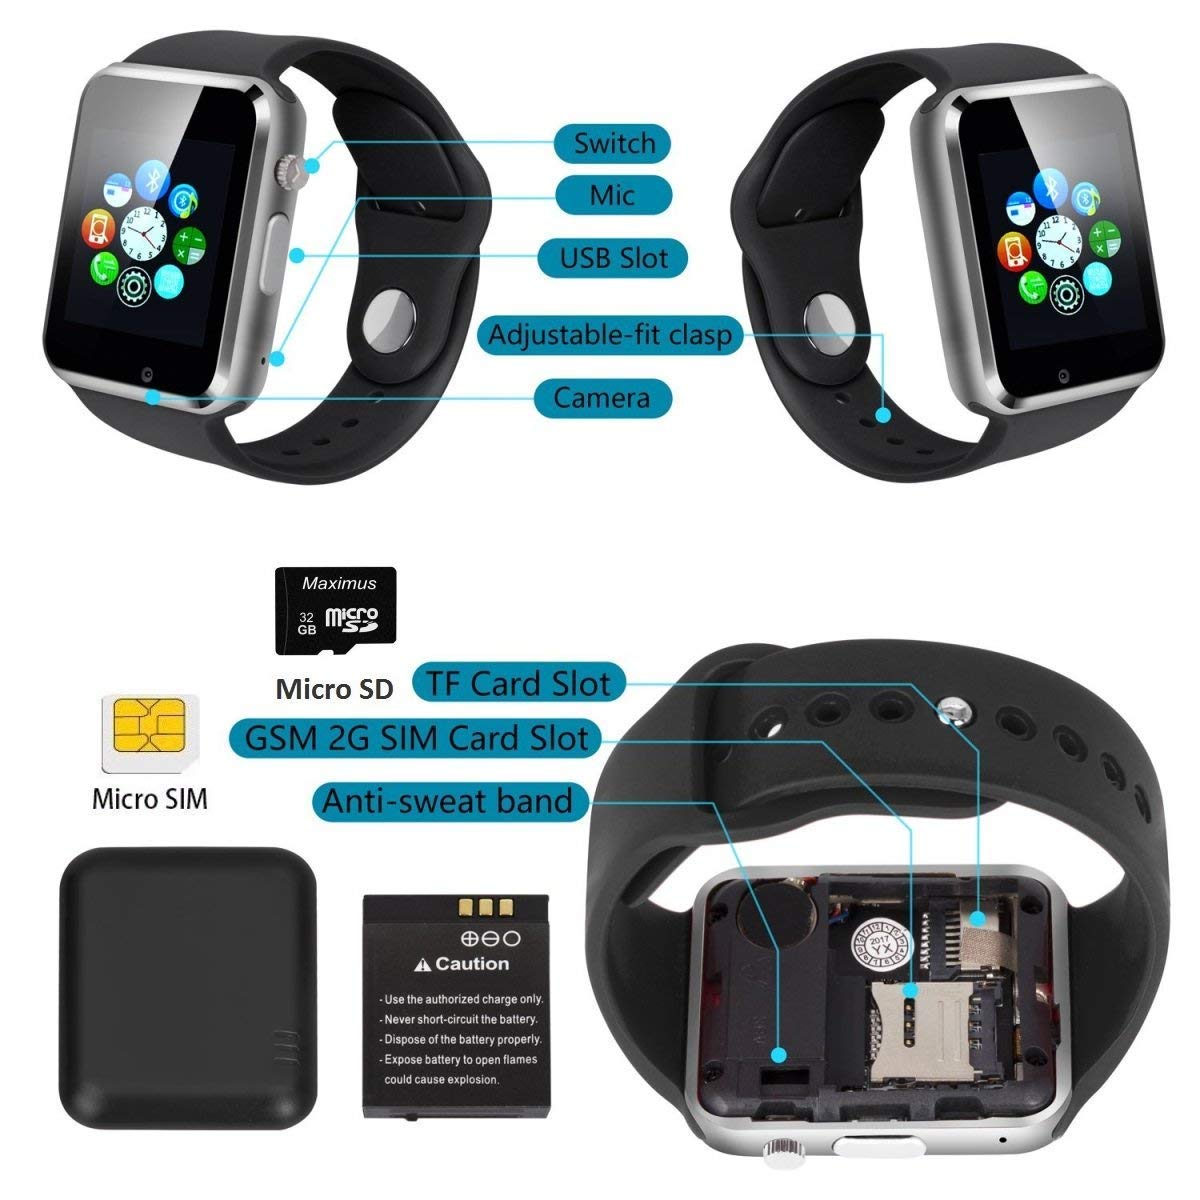 Switch
Mic
USB Slot
Adjustable-fit clasp
Camera
Maximus
32
GB
micro
SD
Micro SD
TF Card Slot
GSM 2G SIM Card Slot
Anti-sweat band
Micro SIM
Caution
- Use the authorized charge only.
- Never short-circuit the battery.
- Dispose of the battery properly.
- Expose battery to open flames
could cause explosion.
2017
YX